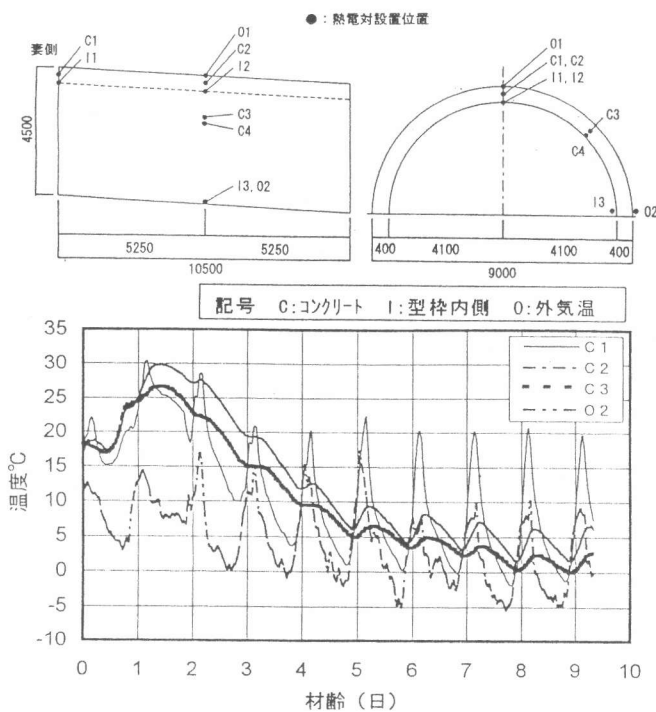 ●：熱電対設置位置
妻側
C1
I1
O1
C2
I2
C3
C4
I3, O2
4500
5250
5250
10500
O1
C1, C2
I1, I2
C3
C4
I3
O2
400
4100
4100
400
9000
記号 C：コンクリート I：型枠内側 O：外気温
35
30
25
20
15
10
5
0
-5
-10
温度℃
C1
C2
C3
O2
0 1 2 3 4 5 6 7 8 9 10
材齢（日）